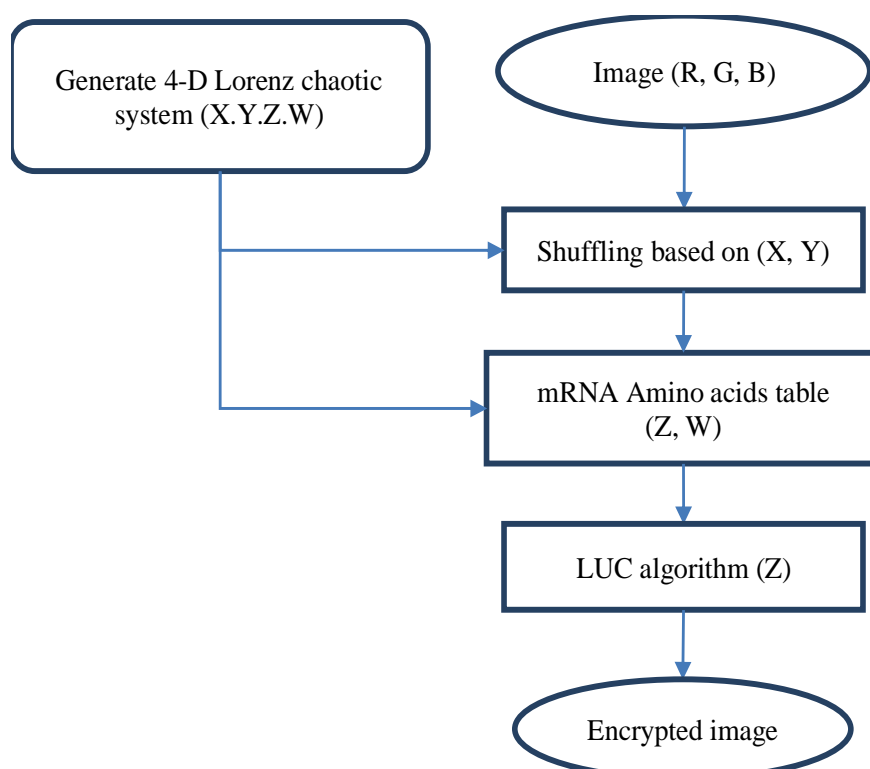 Generate 4-D Lorenz chaotic
system (X.Y.Z.W)
Image (R, G, B)
Shuffling based on (X, Y)
mRNA Amino acids table
(Z, W)
LUC algorithm (Z)
Encrypted image